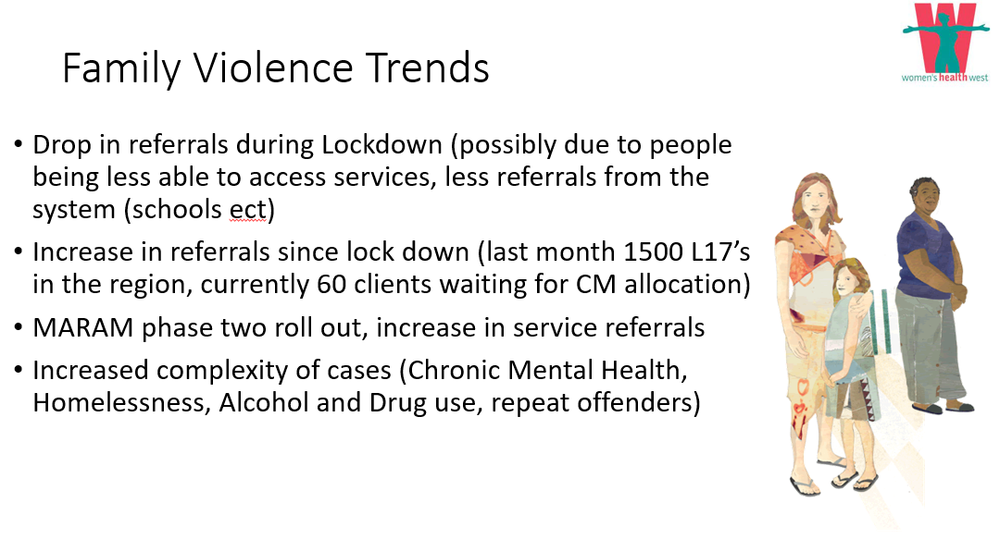 Family Violence Trends
women's health west
• Drop in referrals during Lockdown (possibly due to people
being less able to access services, less referrals from the
system (schools ect)
• Increase in referrals since lock down (last month 1500 L17’s
in the region, currently 60 clients waiting for CM allocation)
• MARAM phase two roll out, increase in service referrals
• Increased complexity of cases (Chronic Mental Health,
Homelessness, Alcohol and Drug use, repeat offenders)